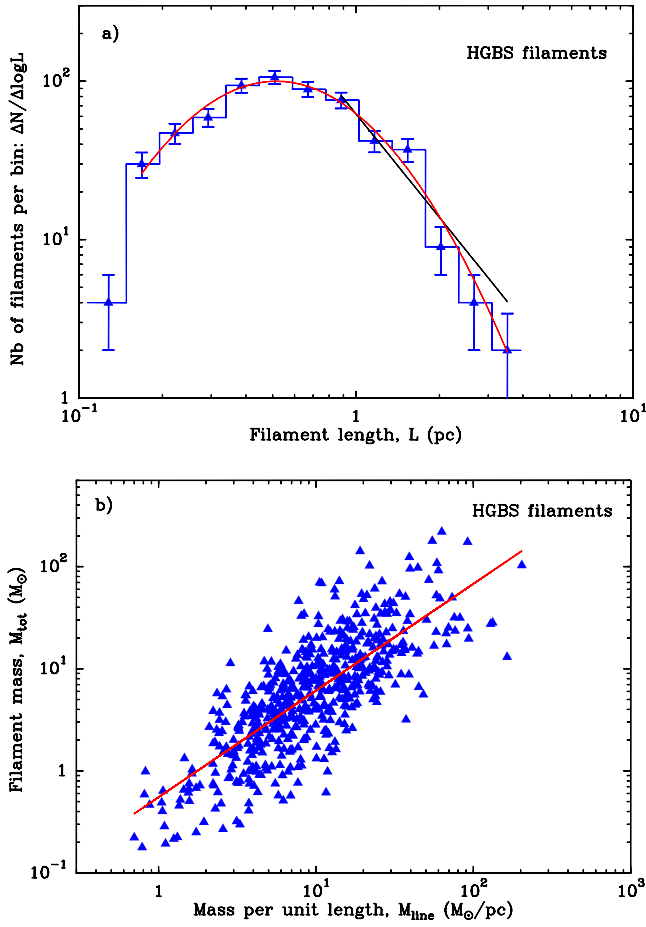 a)
HGBS filaments
Nb of filaments per bin: ΔN/ΔlogL
10²
10
1
10⁻¹
1
10
Filament length, L (pc)
b)
HGBS filaments
Filament mass, M_tot (M_⊙)
10²
10¹
1
10⁻¹
1
10¹
10²
10³
Mass per unit length, M_line (M_⊙/pc)